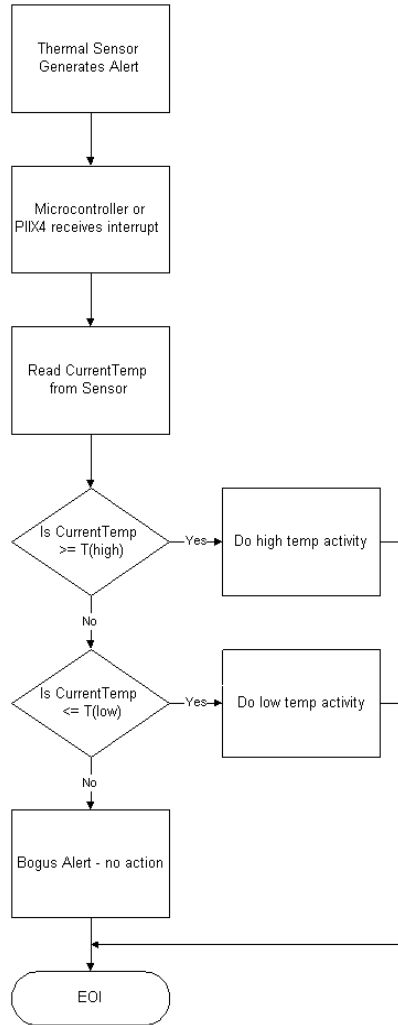 Thermal Sensor
Generates Alert
Microcontroller or
PIIX4 receives interrupt
Read CurrentTemp
from Sensor
Is CurrentTemp
>= T(high)
Yes
Do high temp activity
No
Is CurrentTemp
<= T(low)
Yes
Do low temp activity
No
Bogus Alert - no action
EOI